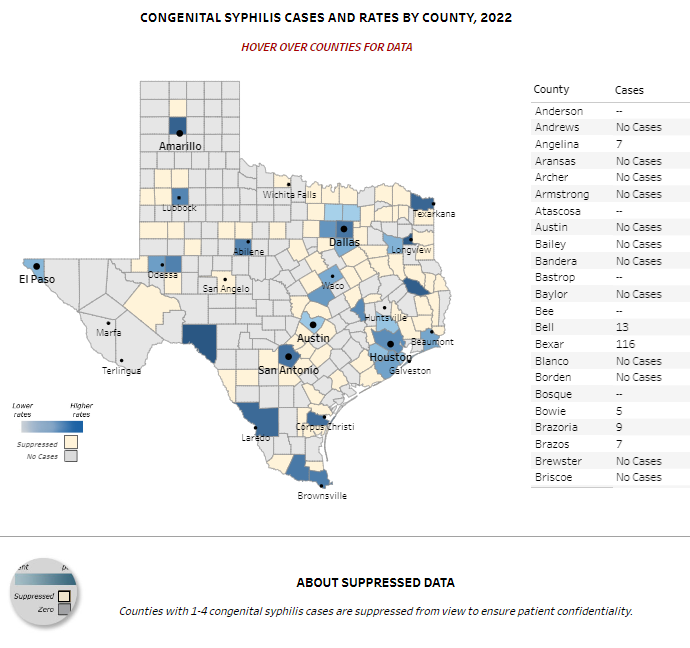 CONGENITAL SYPHILIS CASES AND RATES BY COUNTY, 2022
HOVER OVER COUNTIES FOR DATA
Amarillo
Wichita Falls
Lubbock
Texarkana
Dallas
Abilene
Longview
Odessa
El Paso
San Angelo
Waco
Huntsville
Marfa
Austin
Beaumont
Houston
Terlingua
San Antonio
Galveston
Corpus Christi
Laredo
Brownsville
Lower rates
Higher rates
Suppressed
No Cases
County Cases
Anderson --
Andrews No Cases
Angelina 7
Aransas No Cases
Archer No Cases
Armstrong No Cases
Atascosa --
Austin No Cases
Bailey No Cases
Bandera No Cases
Bastrop --
Baylor No Cases
Bee --
Bell 13
Bexar 116
Blanco No Cases
Borden No Cases
Bosque --
Bowie 5
Brazoria 9
Brazos 7
Brewster No Cases
Briscoe No Cases
Suppressed
Zero
ABOUT SUPPRESSED DATA
Counties with 1-4 congenital syphilis cases are suppressed from view to ensure patient confidentiality.